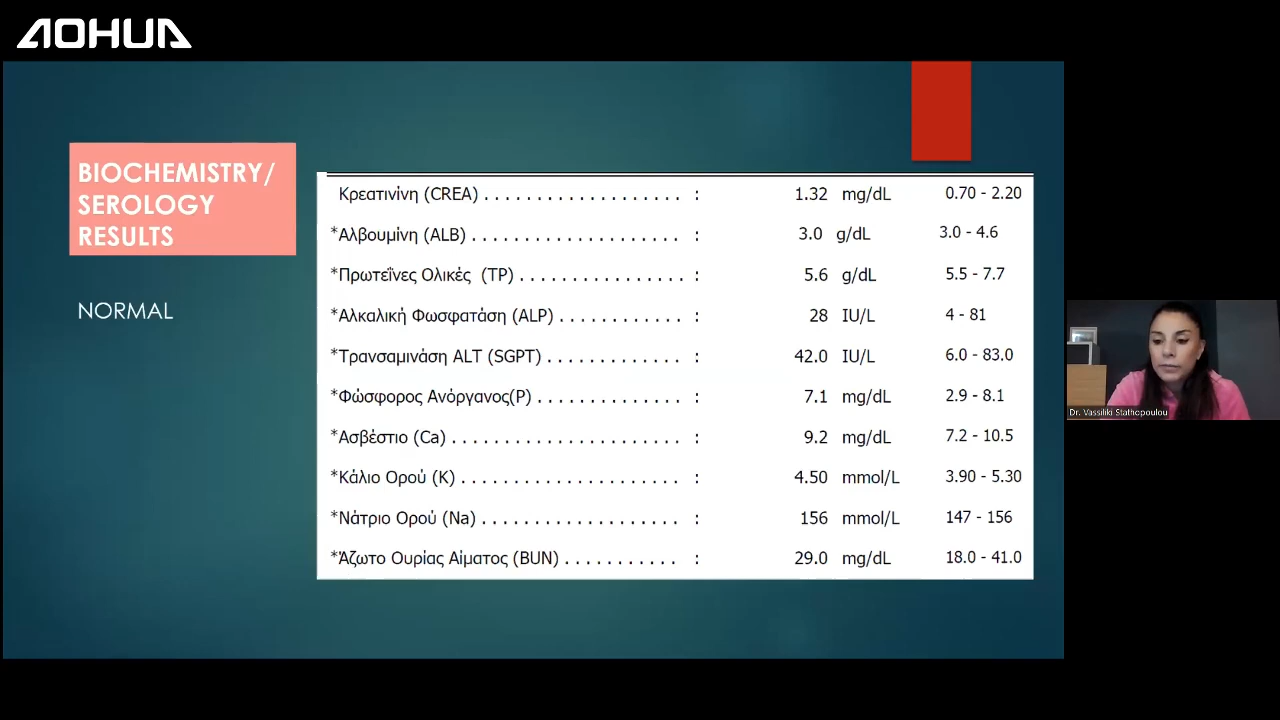 AOHUA
BIOCHEMISTRY/
SEROLOGY
RESULTS
NORMAL
Κρεατινίνη (CREA) . . . . . . . . . . . . . . . . . . . : 1.32 mg/dL 0.70 - 2.20
*Αλβουμίνη (ALB) . . . . . . . . . . . . . . . . . . . . : 3.0 g/dL 3.0 - 4.6
*Πρωτεΐνες Ολικές (TP) . . . . . . . . . . . . . . . . : 5.6 g/dL 5.5 - 7.7
*Αλκαλική Φωσφατάση (ALP) . . . . . . . . . . . . : 28 IU/L 4 - 81
*Τρανσαμινάση ALT (SGPT) . . . . . . . . . . . . . : 42.0 IU/L 6.0 - 83.0
*Φώσφορος Ανόργανος(P) . . . . . . . . . . . . . . : 7.1 mg/dL 2.9 - 8.1
*Ασβέστιο (Ca) . . . . . . . . . . . . . . . . . . . . . . : 9.2 mg/dL 7.2 - 10.5
*Κάλιο Ορού (K) . . . . . . . . . . . . . . . . . . . . . : 4.50 mmol/L 3.90 - 5.30
*Νάτριο Ορού (Na) . . . . . . . . . . . . . . . . . . . : 156 mmol/L 147 - 156
*Άζωτο Ουρίας Αίματος (BUN) . . . . . . . . . . . : 29.0 mg/dL 18.0 - 41.0
Dr. Vassiliki Stathopoulou